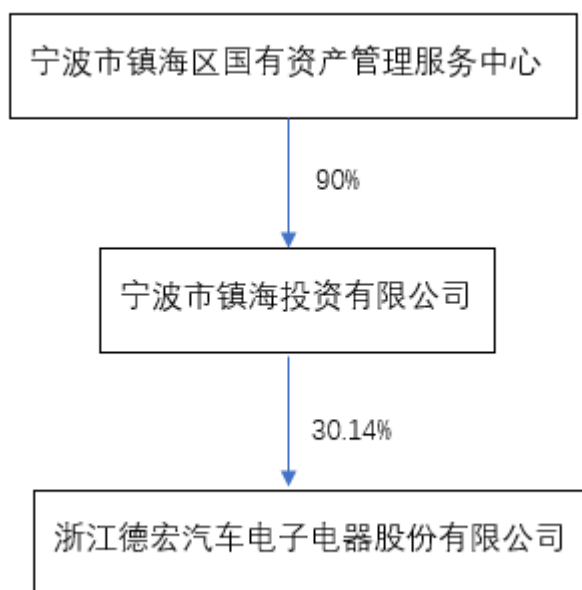 宁波市镇海区国有资产管理服务中心
90%
宁波市镇海投资有限公司
30.14%
浙江德宏汽车电子电器股份有限公司